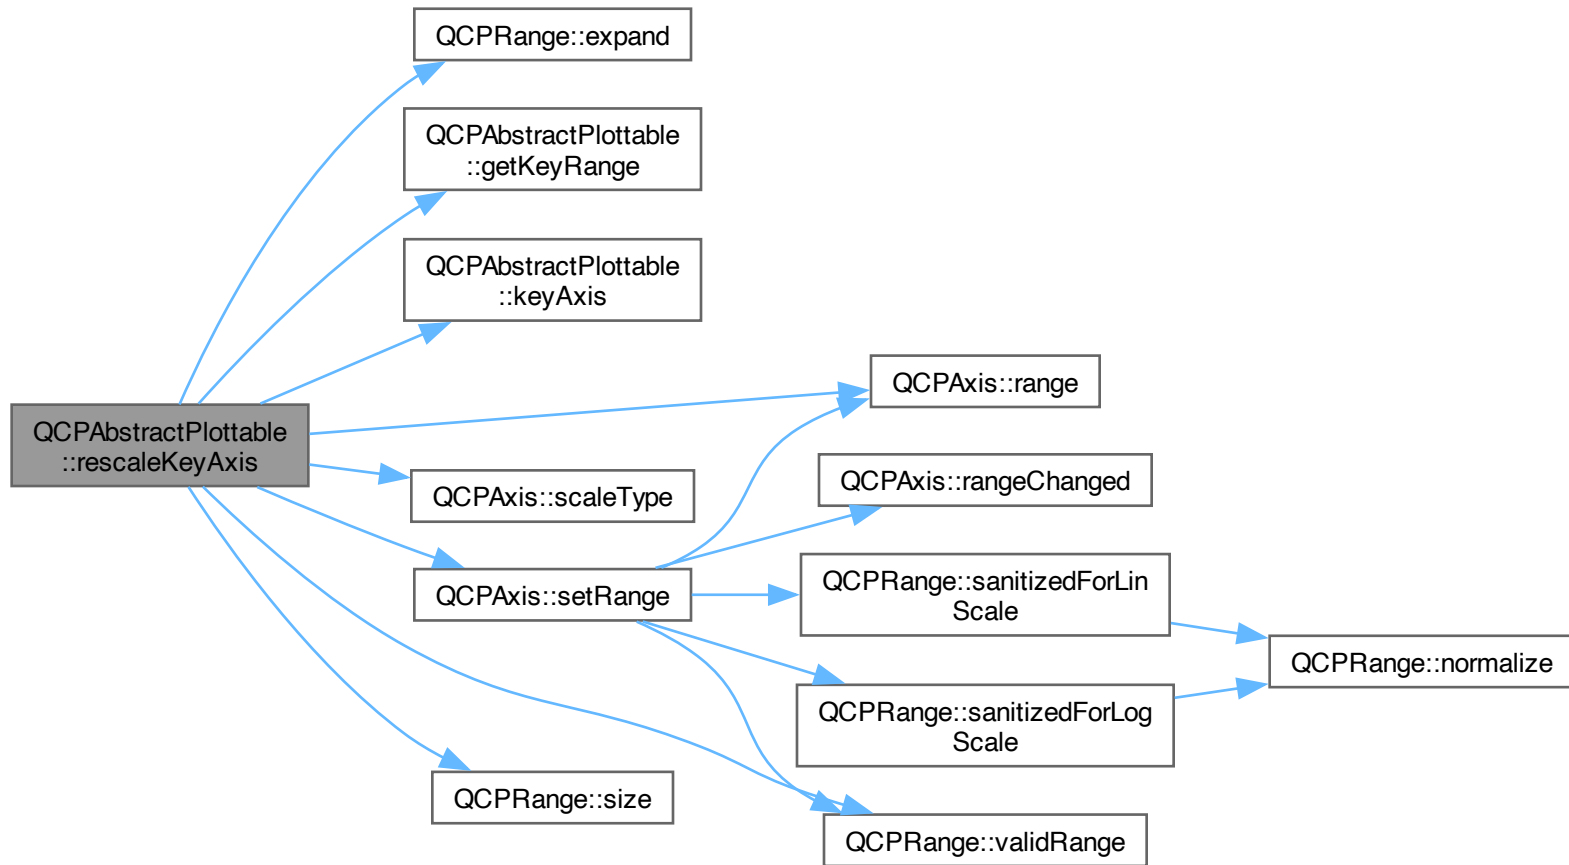 QCPRange::expand
QCPAbstractPlottable
::getKeyRange
QCPAbstractPlottable
::keyAxis
QCPAxis::range
QCPAbstractPlottable
::rescaleKeyAxis
QCPAxis::scaleType
QCPAxis::rangeChanged
QCPAxis::setRange
QCPRange::sanitizedForLin
Scale
QCPRange::normalize
QCPRange::sanitizedForLog
Scale
QCPRange::size
QCPRange::validRange